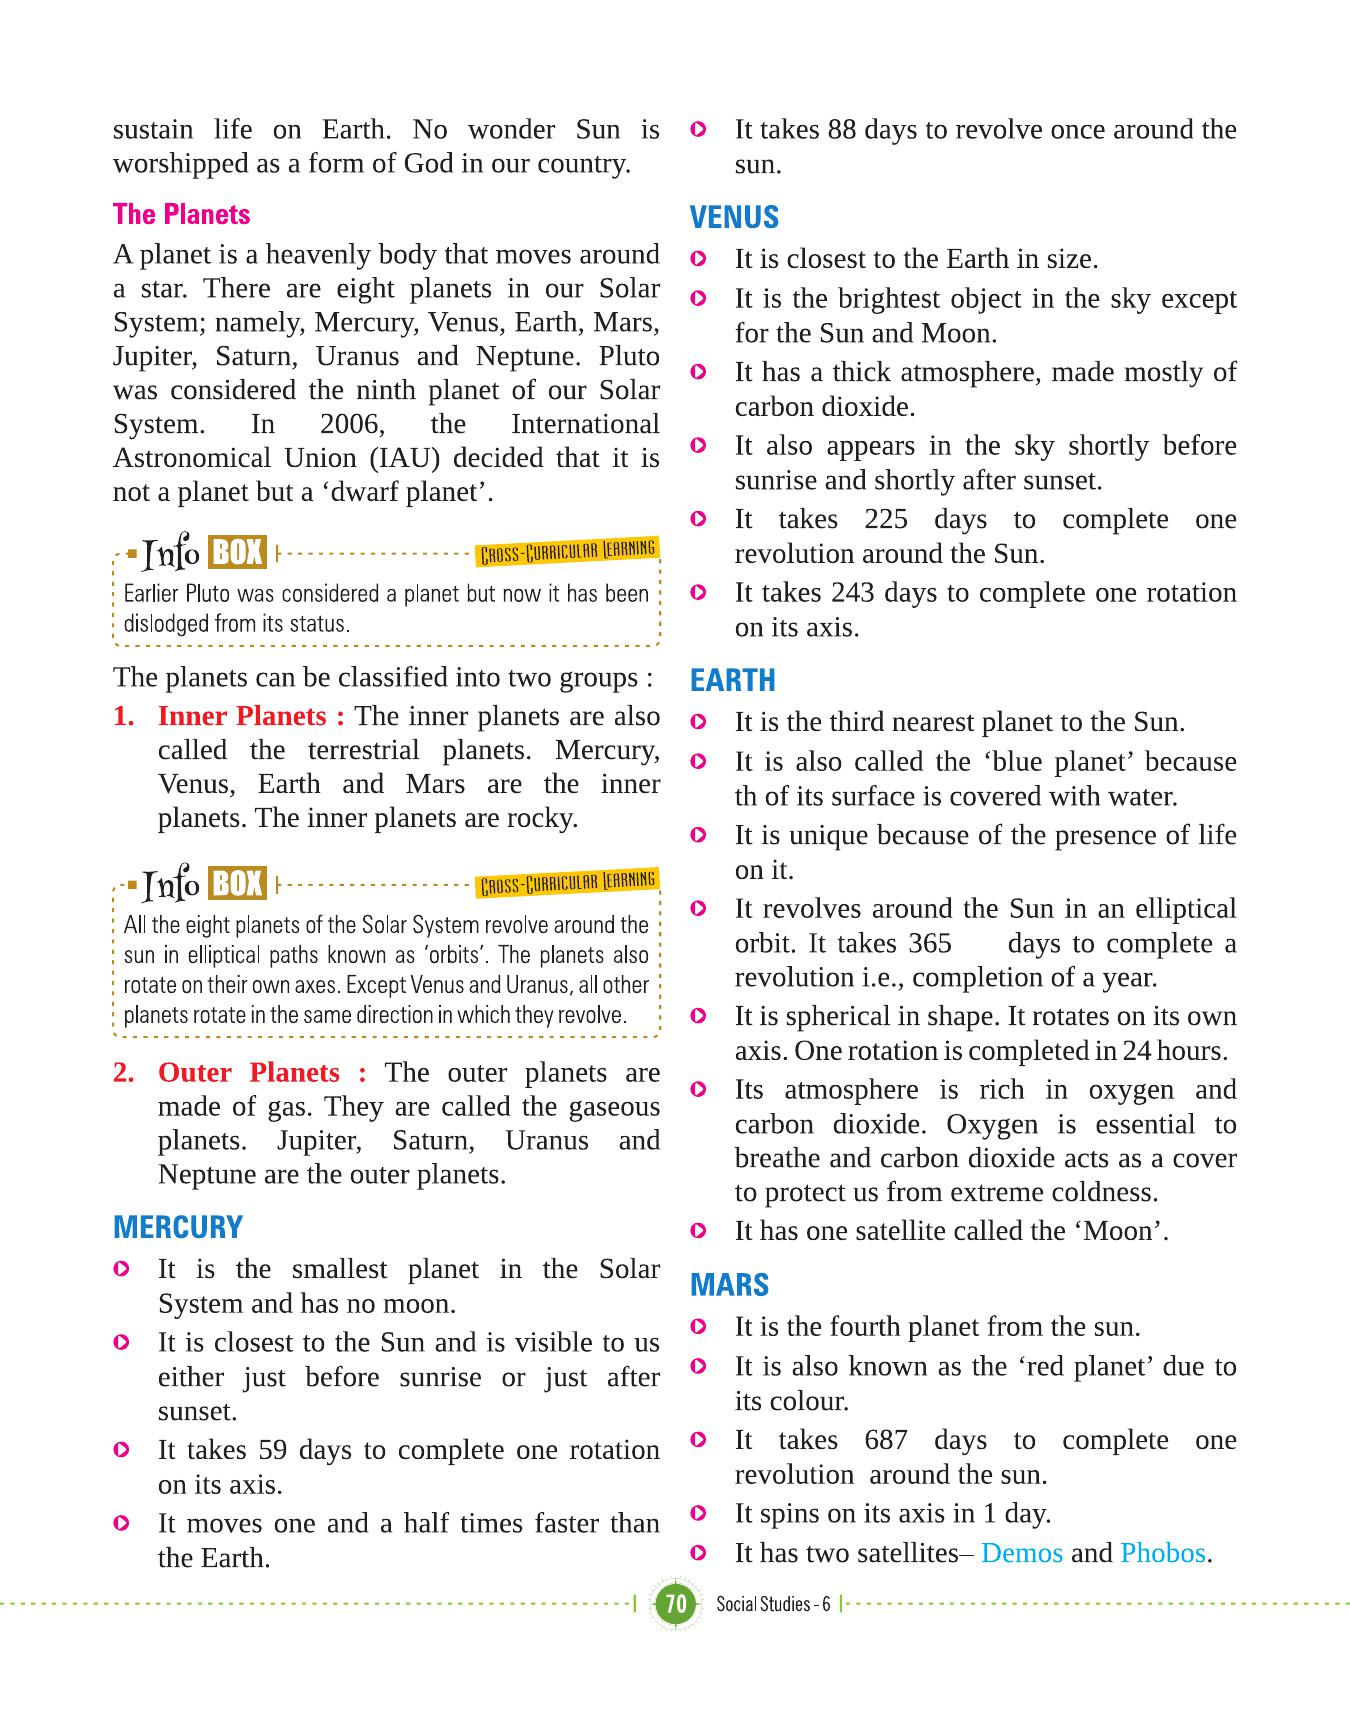 sustain life on Earth. No wonder Sun is
worshipped as a form of God in our country.
The Planets
A planet is a heavenly body that moves around
a star. There are eight planets in our Solar
System; namely, Mercury, Venus, Earth, Mars,
Jupiter, Saturn, Uranus and Neptune. Pluto
was considered the ninth planet of our Solar
System. In 2006, the International
Astronomical Union (IAU) decided that it is
not a planet but a ‘dwarf planet’.
Info BOX
Cross-Curricular Learning
Earlier Pluto was considered a planet but now it has been
dislodged from its status.
The planets can be classified into two groups :
1. Inner Planets : The inner planets are also
called the terrestrial planets. Mercury,
Venus, Earth and Mars are the inner
planets. The inner planets are rocky.
Info BOX
Cross-Curricular Learning
All the eight planets of the Solar System revolve around the
sun in elliptical paths known as ‘orbits’. The planets also
rotate on their own axes. Except Venus and Uranus, all other
planets rotate in the same direction in which they revolve.
2. Outer Planets : The outer planets are
made of gas. They are called the gaseous
planets. Jupiter, Saturn, Uranus and
Neptune are the outer planets.
MERCURY
It is the smallest planet in the Solar
System and has no moon.
It is closest to the Sun and is visible to us
either just before sunrise or just after
sunset.
It takes 59 days to complete one rotation
on its axis.
It moves one and a half times faster than
the Earth.
It takes 88 days to revolve once around the
sun.
VENUS
It is closest to the Earth in size.
It is the brightest object in the sky except
for the Sun and Moon.
It has a thick atmosphere, made mostly of
carbon dioxide.
It also appears in the sky shortly before
sunrise and shortly after sunset.
It takes 225 days to complete one
revolution around the Sun.
It takes 243 days to complete one rotation
on its axis.
EARTH
It is the third nearest planet to the Sun.
It is also called the ‘blue planet’ because
th of its surface is covered with water.
It is unique because of the presence of life
on it.
It revolves around the Sun in an elliptical
orbit. It takes 365 days to complete a
revolution i.e., completion of a year.
It is spherical in shape. It rotates on its own
axis. One rotation is completed in 24 hours.
Its atmosphere is rich in oxygen and
carbon dioxide. Oxygen is essential to
breathe and carbon dioxide acts as a cover
to protect us from extreme coldness.
It has one satellite called the ‘Moon’.
MARS
It is the fourth planet from the sun.
It is also known as the ‘red planet’ due to
its colour.
It takes 687 days to complete one
revolution around the sun.
It spins on its axis in 1 day.
It has two satellites– Demos and Phobos.
70 Social Studies - 6